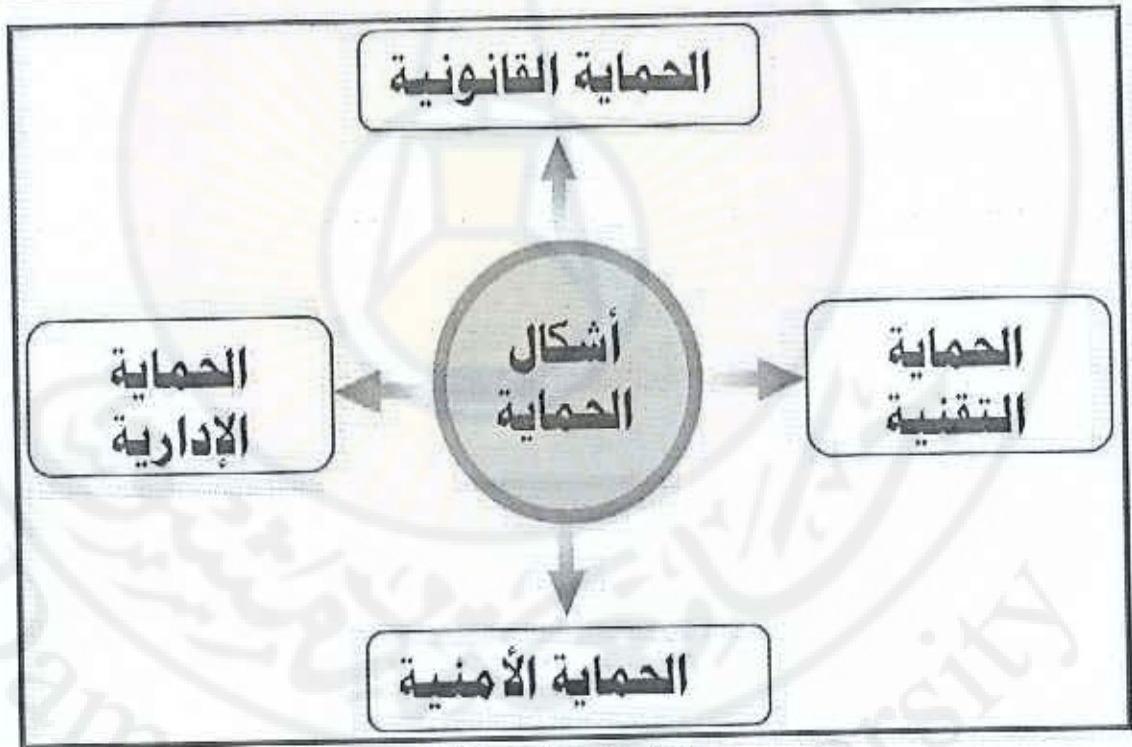 الحماية القانونية
أشكال
الحماية
الحماية
التقنية
الحماية
الإدارية
الحماية الأمنية